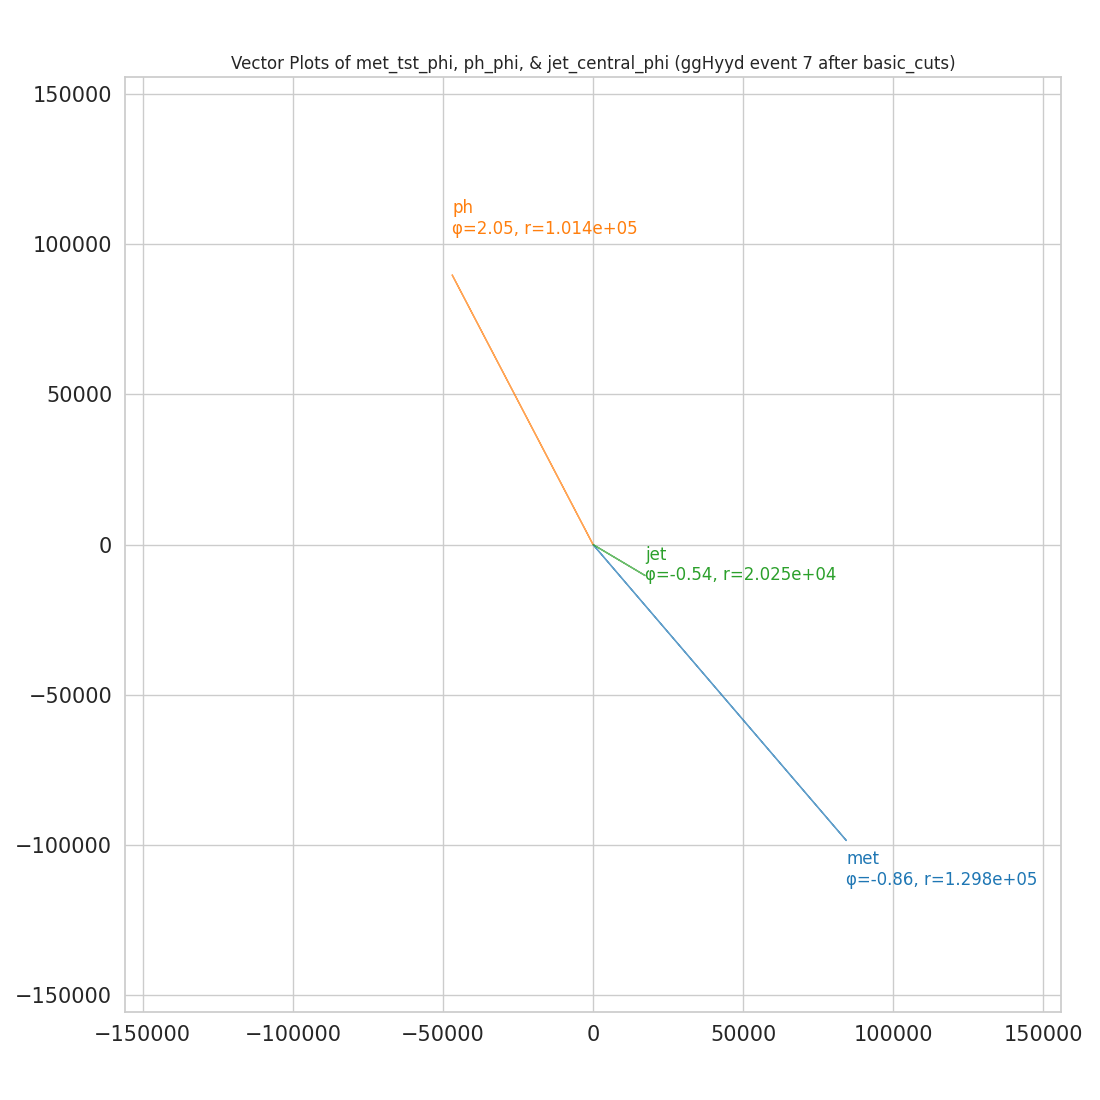 Vector Plots of met_tst_phi, ph_phi, & jet_central_phi (ggHyyd event 7 after basic_cuts)
150000
ph
φ=2.05, r=1.014e+05
100000
50000
0
jet
φ=-0.54, r=2.025e+04
−50000
−100000
met
φ=-0.86, r=1.298e+05
−150000
−150000 −100000 −50000 0 50000 100000 150000